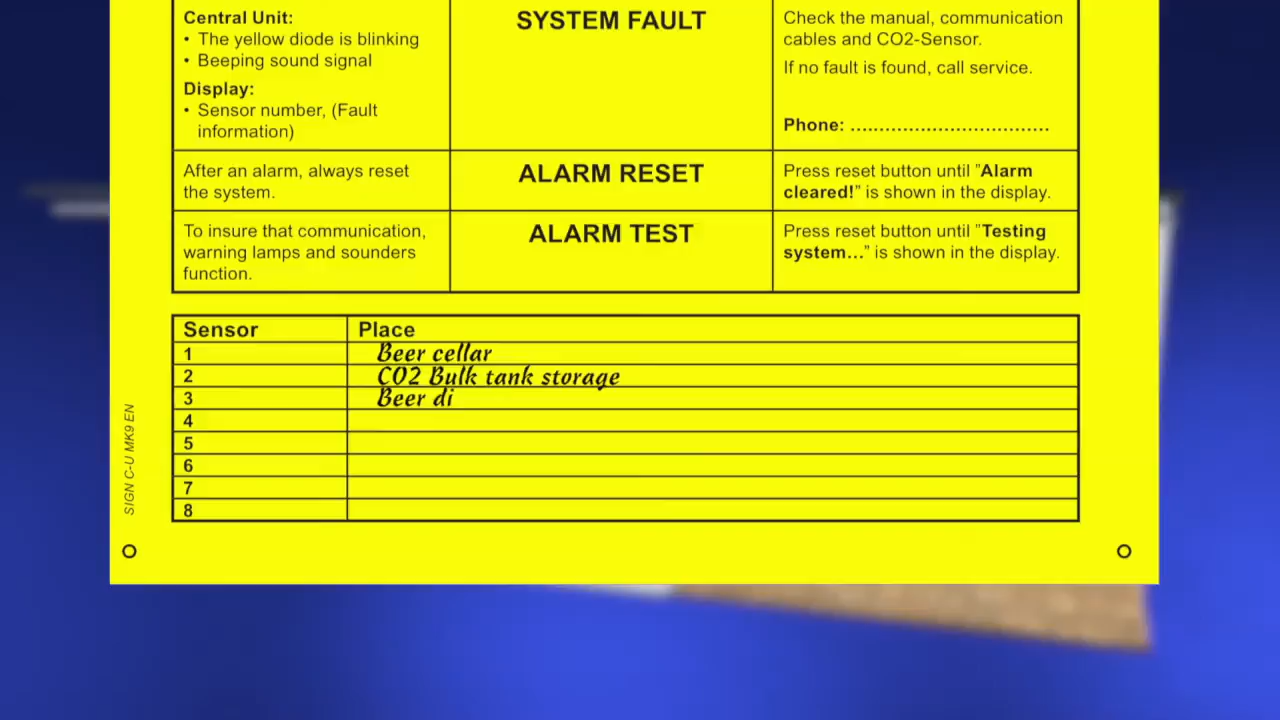 Central Unit:
• The yellow diode is blinking
• Beeping sound signal
Display:
• Sensor number, (Fault
information)
SYSTEM FAULT
Check the manual, communication
cables and CO2-Sensor.
If no fault is found, call service.
Phone: ..................................
After an alarm, always reset
the system.
ALARM RESET
Press reset button until ”Alarm
cleared!” is shown in the display.
To insure that communication,
warning lamps and sounders
function.
ALARM TEST
Press reset button until ”Testing
system...” is shown in the display.
Sensor Place
1 Beer cellar
2 CO2 Bulk tank storage
3 Beer di
4
5
6
7
8
SIGN C-U MK9 EN